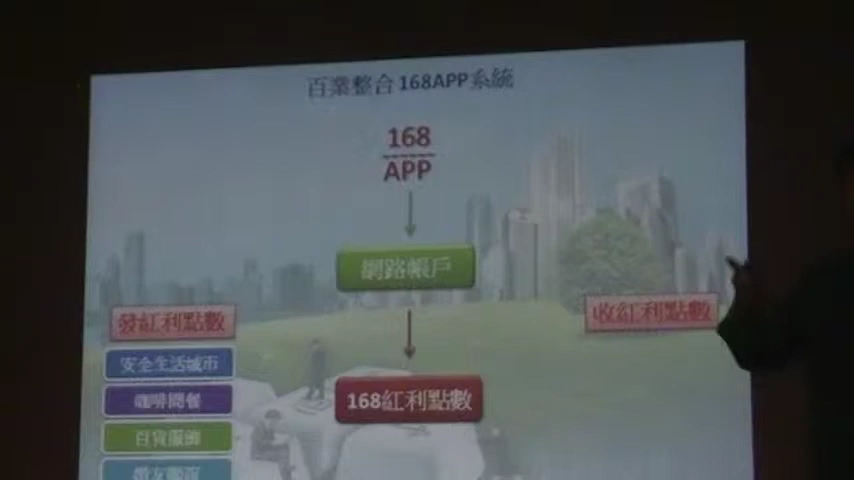 百業整合168APP系統
168
APP
網路帳戶
發紅利點數
收紅利點數
安全生活城市
168紅利點數
咖啡簡餐
百貨服飾